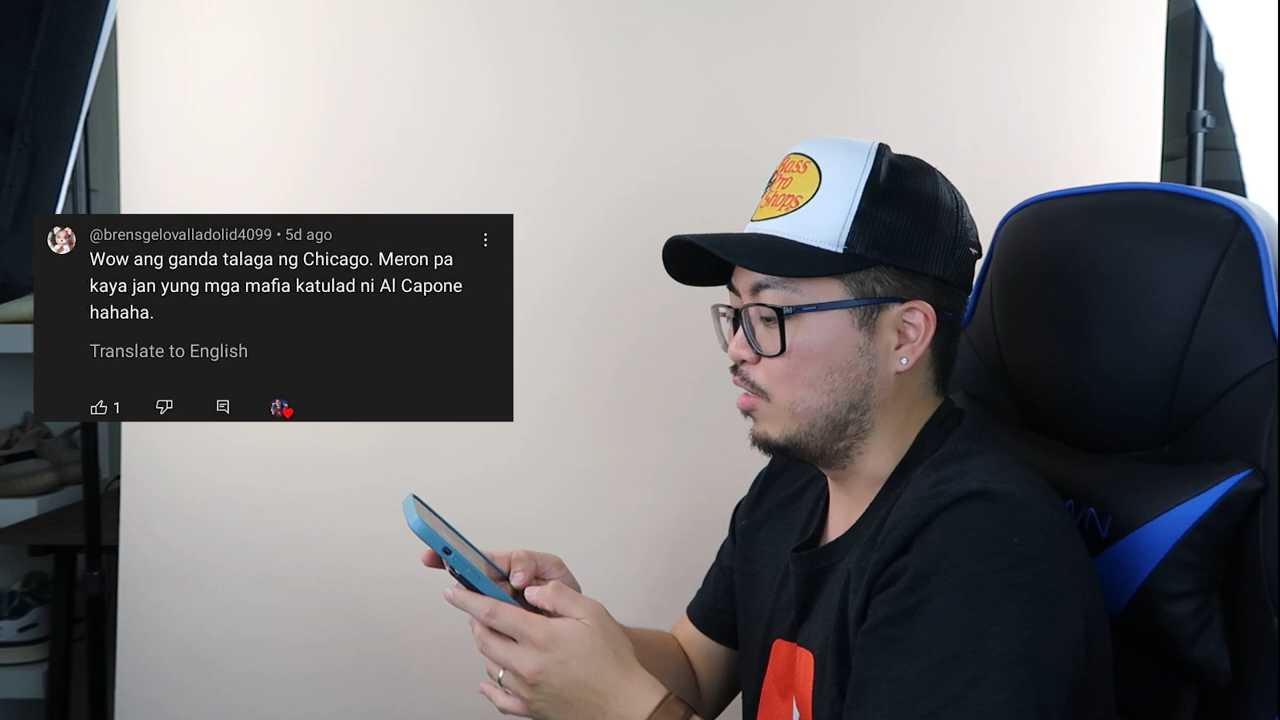 @brensgelovalladolid4099 • 5d ago
Wow ang ganda talaga ng Chicago. Meron pa
kaya jan yung mga mafia katulad ni Al Capone
hahaha.
Translate to English
1
Bass
Pro
Shops